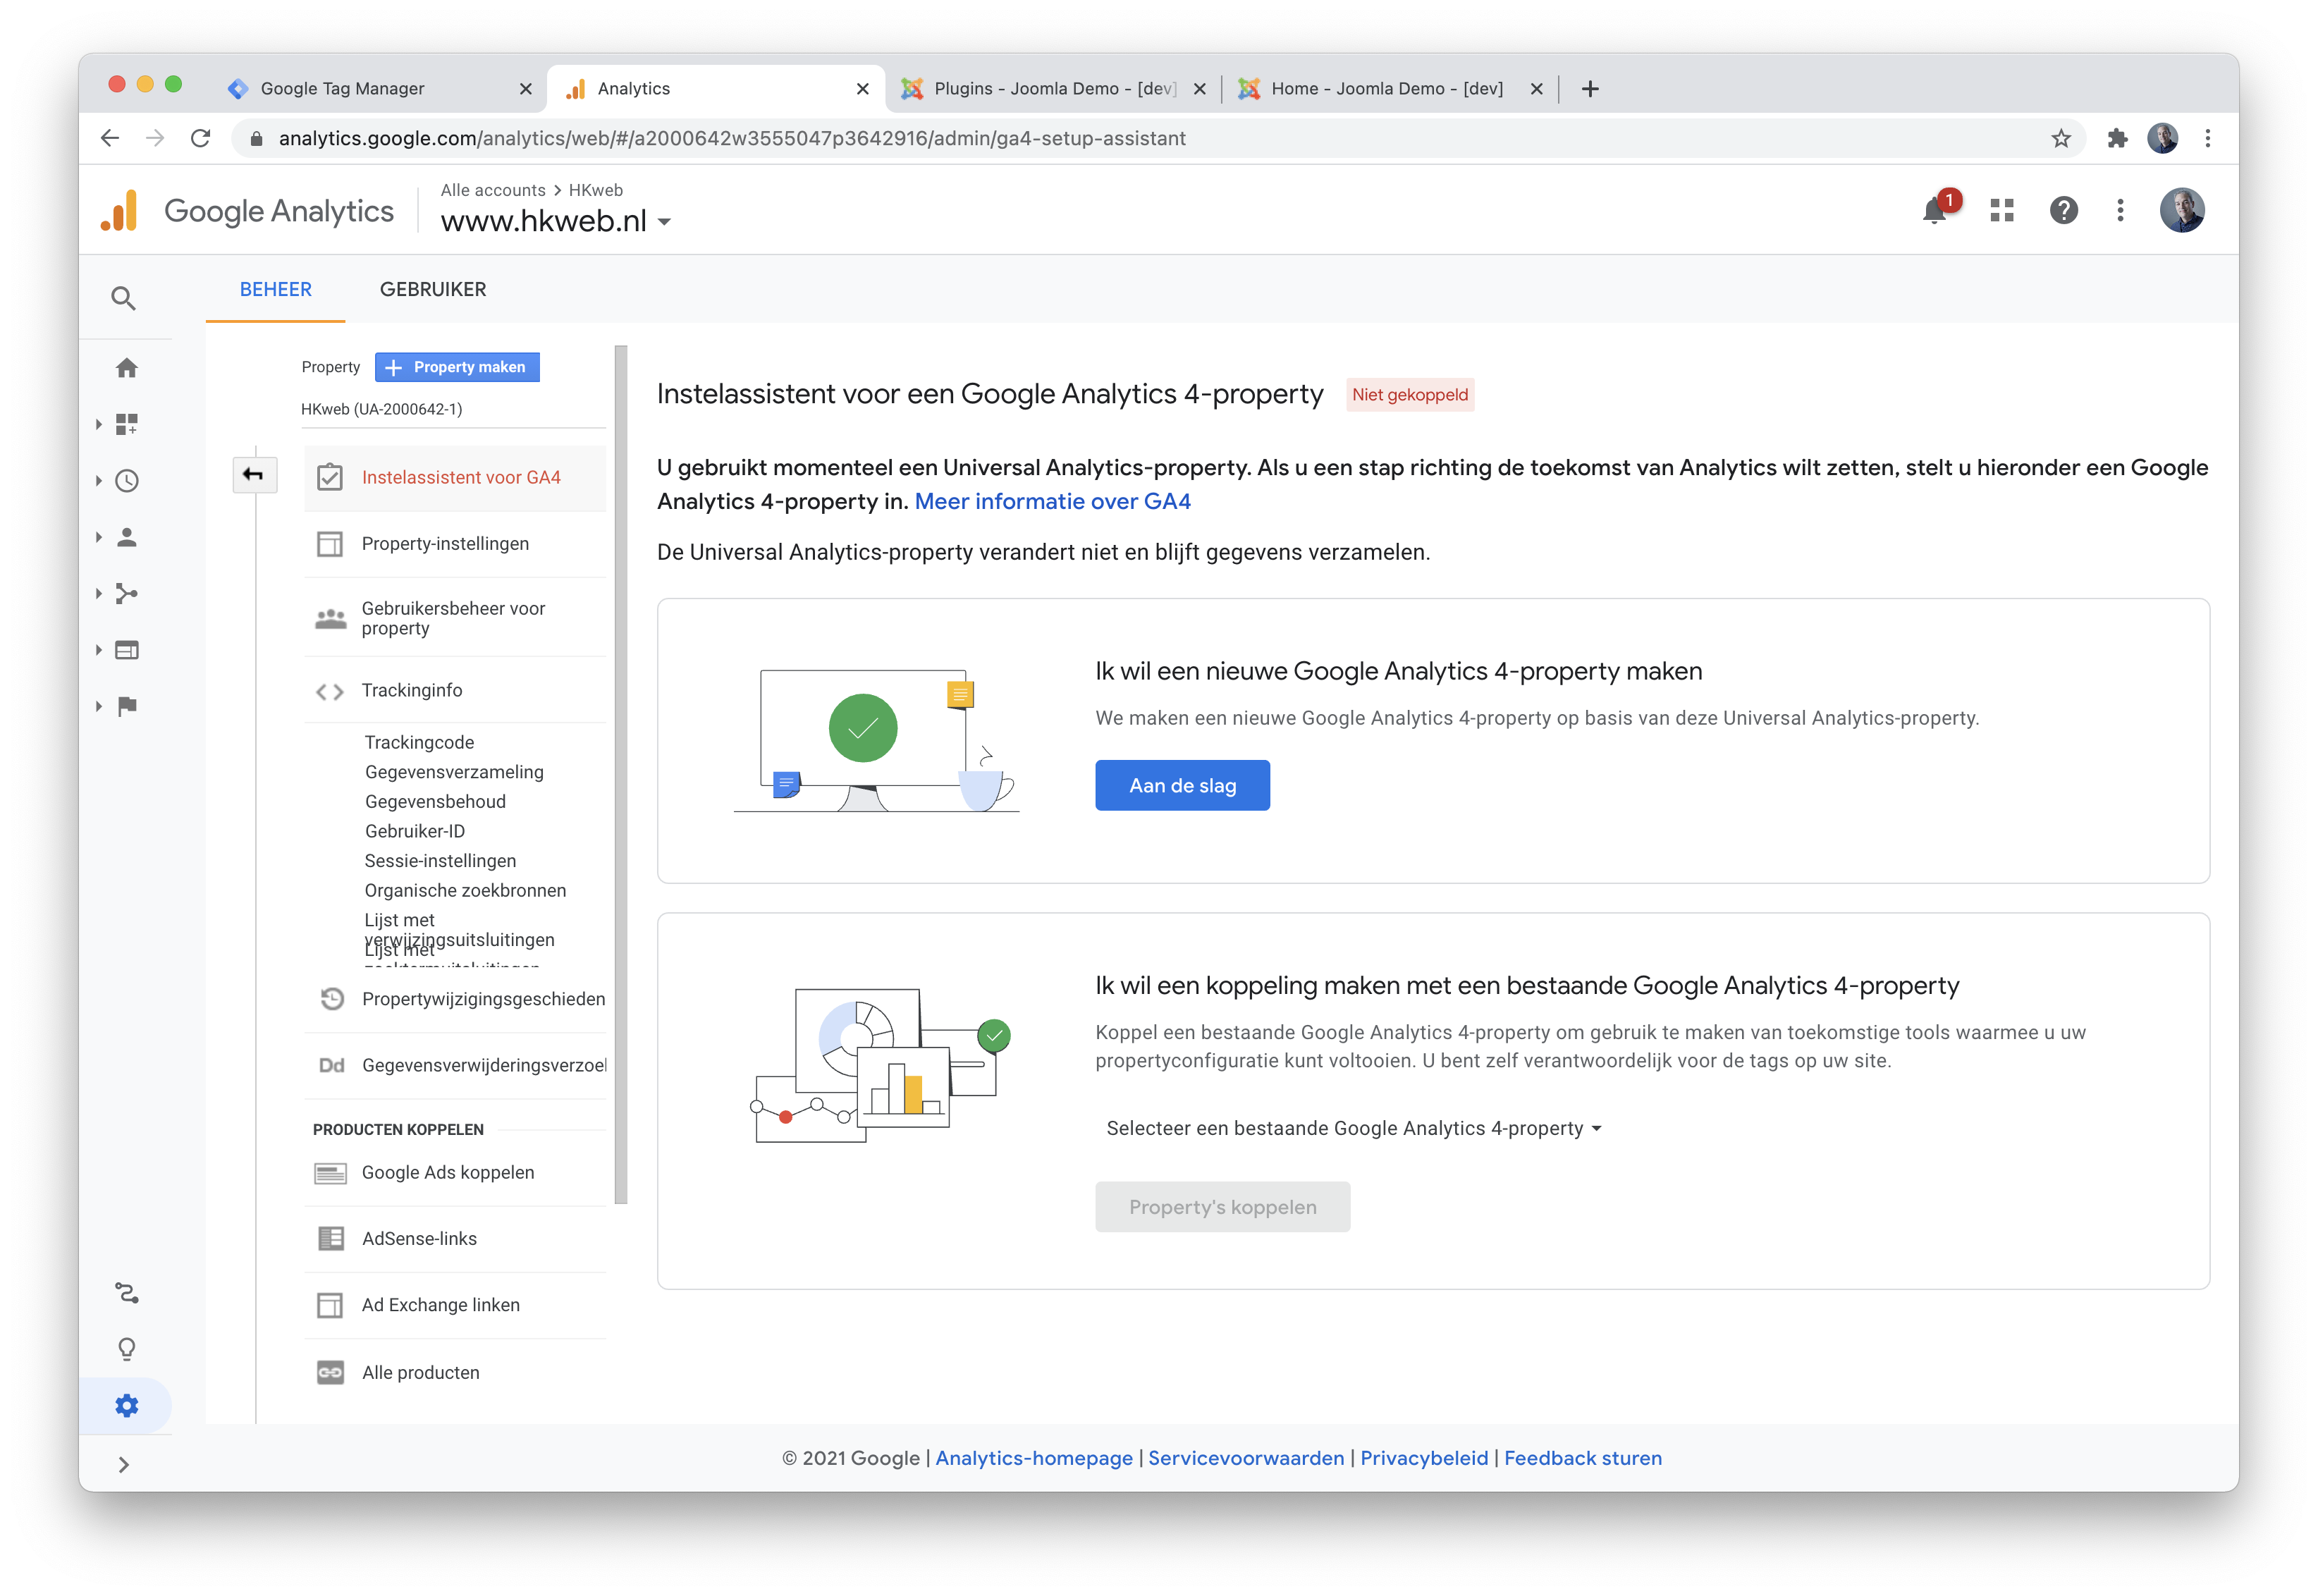 Google Tag Manager
Analytics
Plugins - Joomla Demo - [dev]
Home - Joomla Demo - [dev]
analytics.google.com/analytics/web/#/a2000642w3555047p3642916/admin/ga4-setup-assistant
Google Analytics
Alle accounts > HKweb
www.hkweb.nl
1
BEHEER
GEBRUIKER
Property
Property maken
HKweb (UA-2000642-1)
Instelassistent voor GA4
Property-instellingen
Gebruikersbeheer voor
property
Trackinginfo
Trackingcode
Gegevensverzameling
Gegevensbehoud
Gebruiker-ID
Sessie-instellingen
Organische zoekbronnen
Lijst met
verwijzingsuitsluitingen
Lijst met
Propertywijzigingsgeschieden
Dd
Gegevensverwijderingsverzoe
PRODUCTEN KOPPELEN
Google Ads koppelen
AdSense-links
Ad Exchange linken
Alle producten
Instelassistent voor een Google Analytics 4-property
Niet gekoppeld
U gebruikt momenteel een Universal Analytics-property. Als u een stap richting de toekomst van Analytics wilt zetten, stelt u hieronder een Google
Analytics 4-property in. Meer informatie over GA4
De Universal Analytics-property verandert niet en blijft gegevens verzamelen.
Ik wil een nieuwe Google Analytics 4-property maken
We maken een nieuwe Google Analytics 4-property op basis van deze Universal Analytics-property.
Aan de slag
Ik wil een koppeling maken met een bestaande Google Analytics 4-property
Koppel een bestaande Google Analytics 4-property om gebruik te maken van toekomstige tools waarmee u uw
propertyconfiguratie kunt voltooien. U bent zelf verantwoordelijk voor de tags op uw site.
Selecteer een bestaande Google Analytics 4-property
Property's koppelen
© 2021 Google | Analytics-homepage | Servicevoorwaarden | Privacybeleid | Feedback sturen